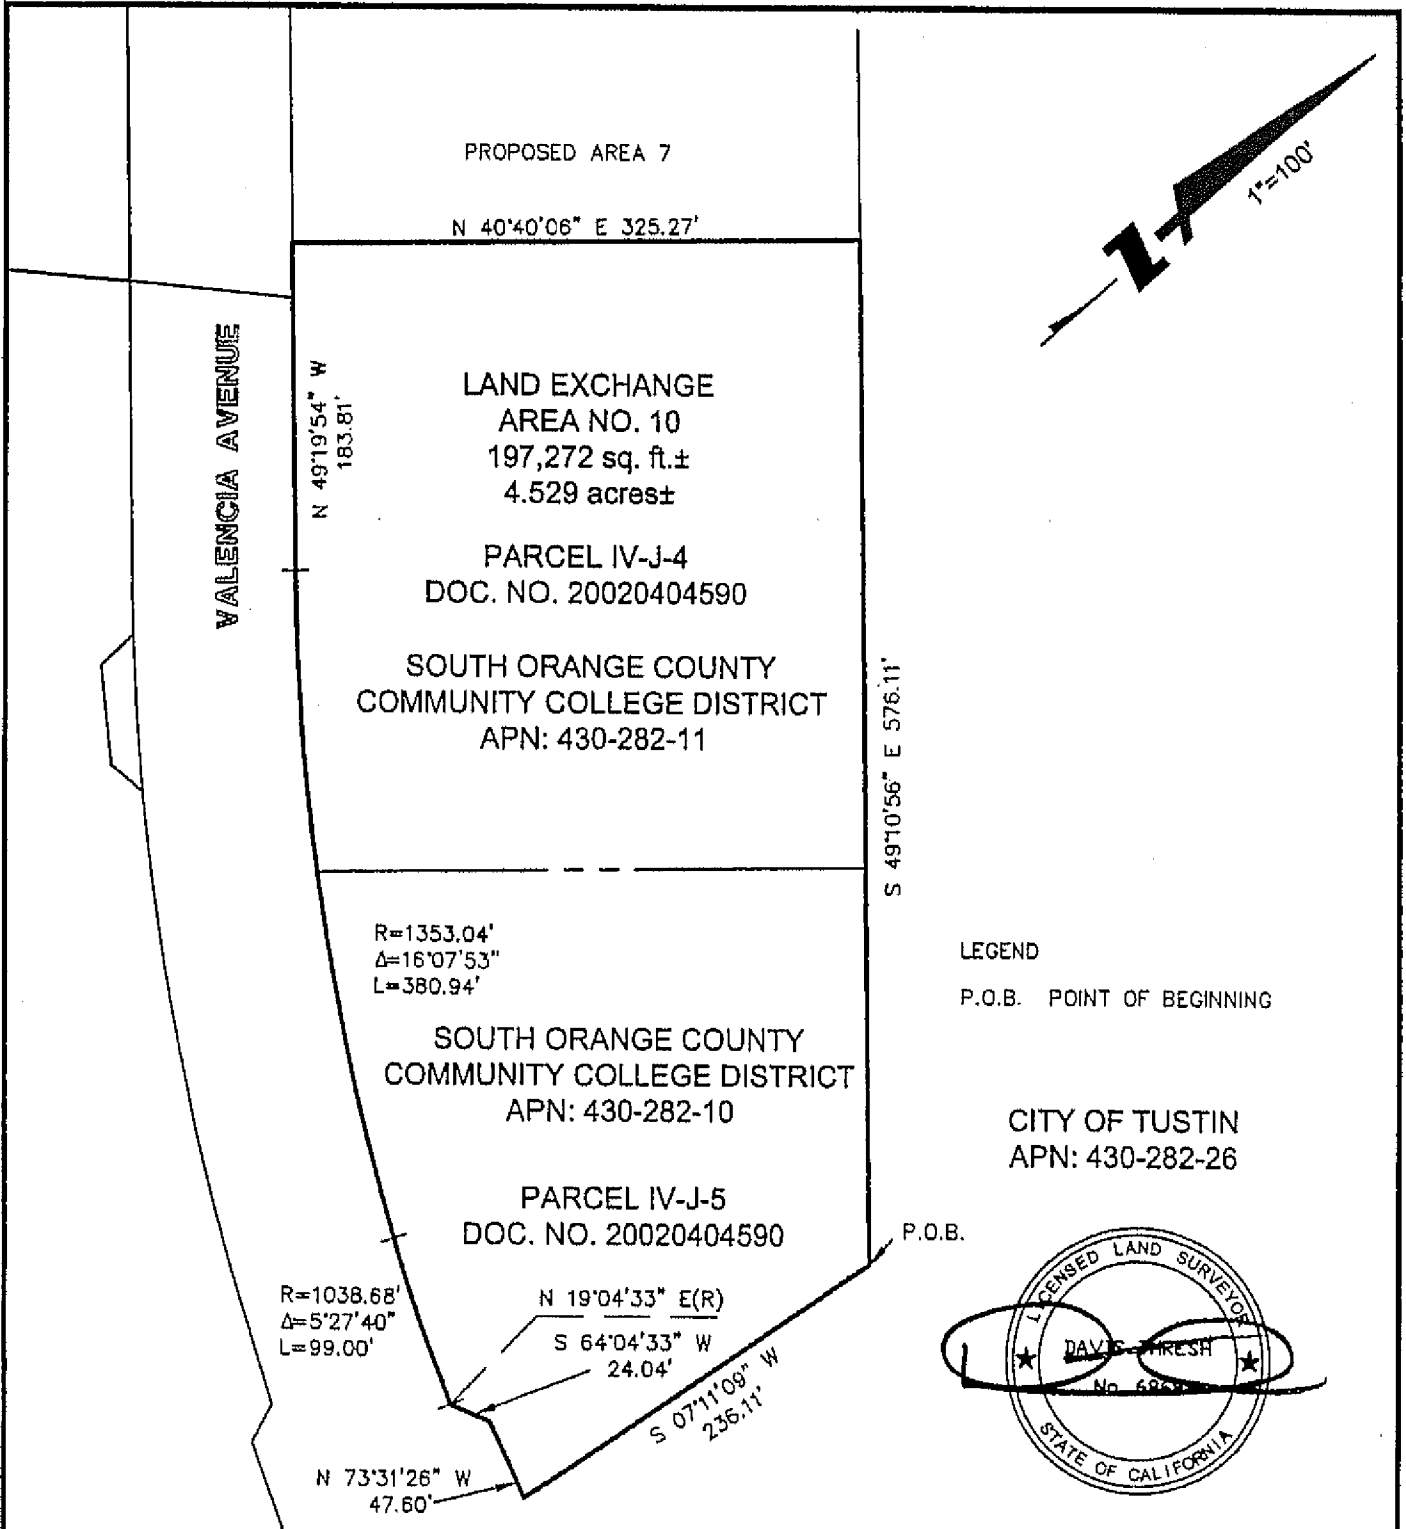 PROPOSED AREA 7
N 40°40'06" E 325.27'
1"=100'
VALENCIA AVENUE
N 49°19'54" W
183.81'
LAND EXCHANGE
AREA NO. 10
197,272 sq. ft.±
4.529 acres±
PARCEL IV-J-4
DOC. NO. 20020404590
SOUTH ORANGE COUNTY
COMMUNITY COLLEGE DISTRICT
APN: 430-282-11
S 49°10'56" E 576.11'
R=1353.04'
Δ=16°07'53"
L=380.94'
LEGEND
P.O.B. POINT OF BEGINNING
SOUTH ORANGE COUNTY
COMMUNITY COLLEGE DISTRICT
APN: 430-282-10
CITY OF TUSTIN
APN: 430-282-26
PARCEL IV-J-5
DOC. NO. 20020404590
P.O.B.
R=1038.68'
Δ=5°27'40"
L=99.00'
N 19°04'33" E(R)
S 64°04'33" W
24.04'
S 07°11'09" W
236.11'
N 73°31'26" W
47.60'
LICENSED LAND SURVEYOR
DAVIS THRESH
No.
STATE OF CALIFORNIA